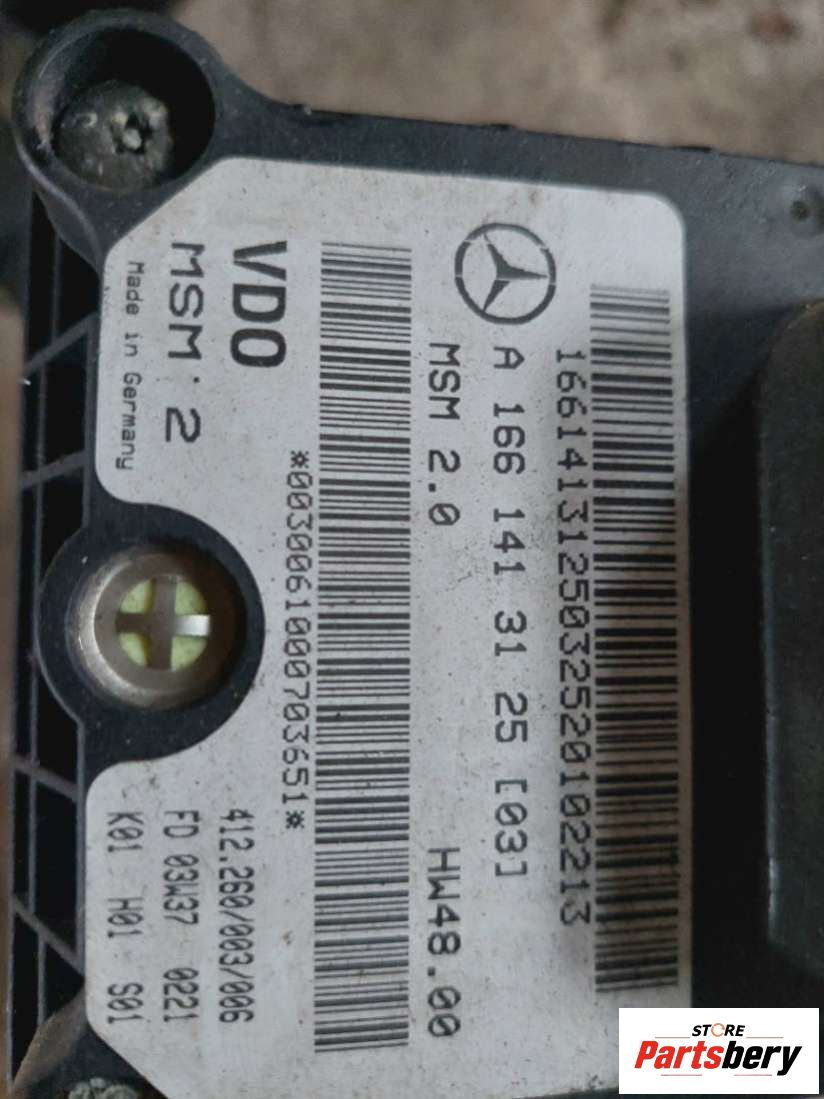 1661413125032520102213
A 166 141 31 25 [03]
MSM 2.0 HW48.00
*0030061000703651*
VDO
MSM 2
Made in Germany
412.260/003/006
FD 03W37 0221
K01 H01 S01
STORE
Partsbery